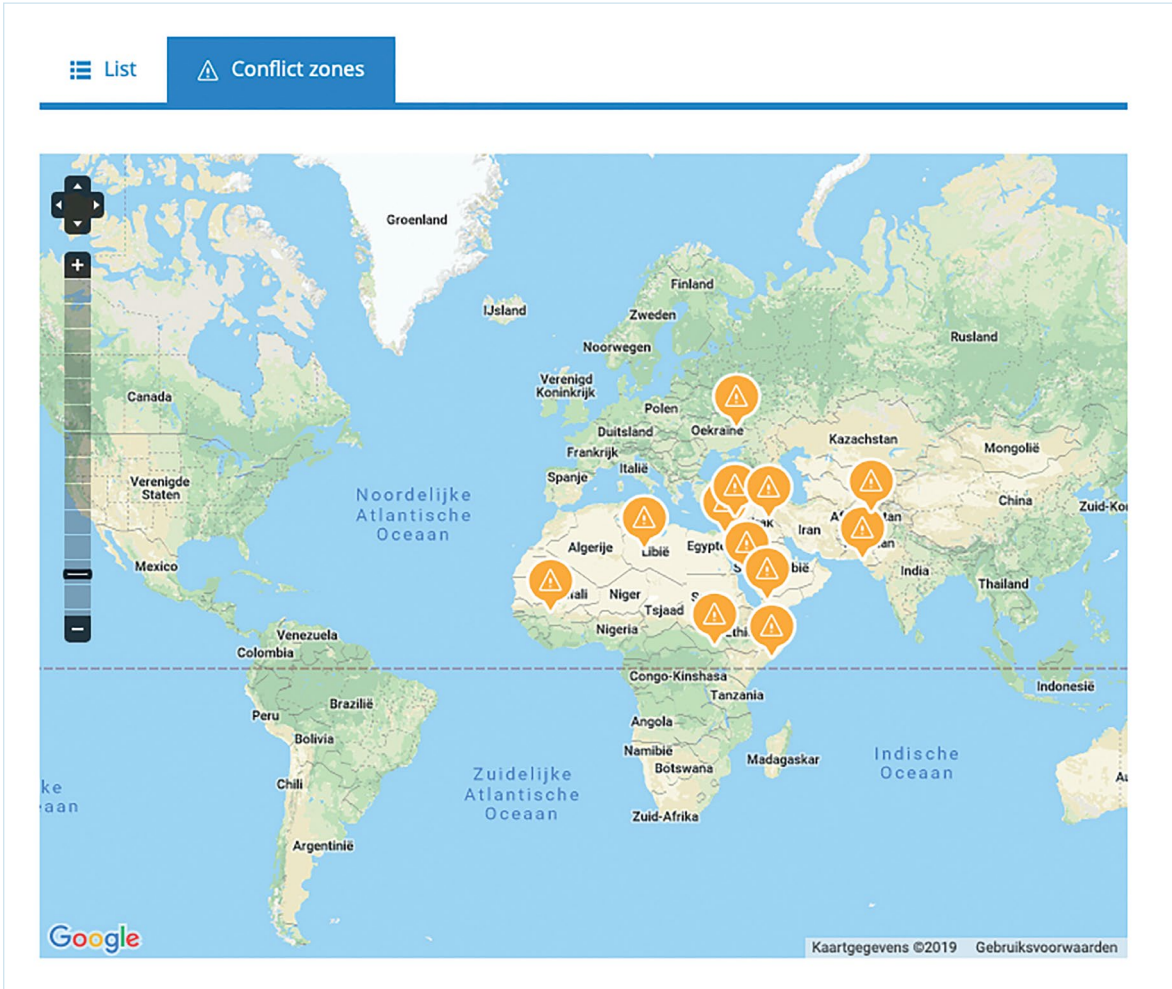 List
Conflict zones
Groenland
IJsland
Finland
Zweden
Noorwegen
Rusland
Verenigd
Koninkrijk
Canada
Polen
Duitsland
Oekraïne
Kazachstan
Mongolië
Frankrijk
Italië
Spanje
Verenigde
Staten
Noordelijke
Atlantische
Oceaan
China
Zuid-Ko
Iran
Algerije
Libië
Egypte
Mexico
India
Thailand
Niger
Tsjaad
Nigeria
Venezuela
Colombia
Congo-Kinshasa
Tanzania
Indonesië
Brazilië
Peru
Angola
Bolivia
Namibië
Botswana
Madagaskar
Indische
Oceaan
Zuidelijke
Atlantische
Oceaan
Chili
Zuid-Afrika
Argentinië
Google
Kaartgegevens ©2019 Gebruiksvoorwaarden